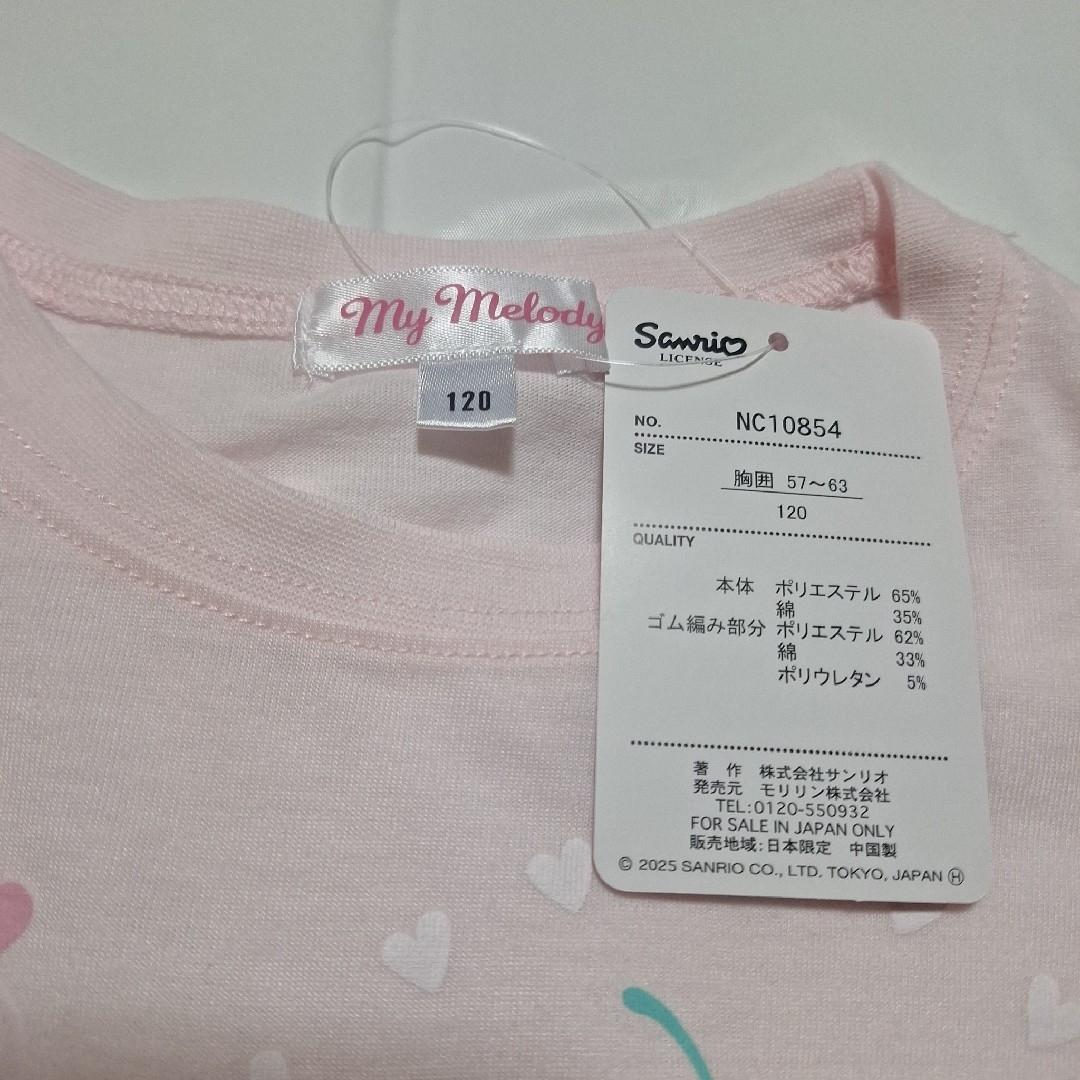 My Melody
120
Sanrio
LICENSE
NO. NC10854
SIZE
胸囲 57～63
120
QUALITY
本体 ポリエステル 65%
綿 35%
ゴム編み部分 ポリエステル 62%
綿 33%
ポリウレタン 5%
著 作 株式会社サンリオ
発売元 モリリン株式会社
TEL:0120-550932
FOR SALE IN JAPAN ONLY
販売地域:日本限定 中国製
© 2025 SANRIO CO., LTD. TOKYO, JAPAN Ⓗ